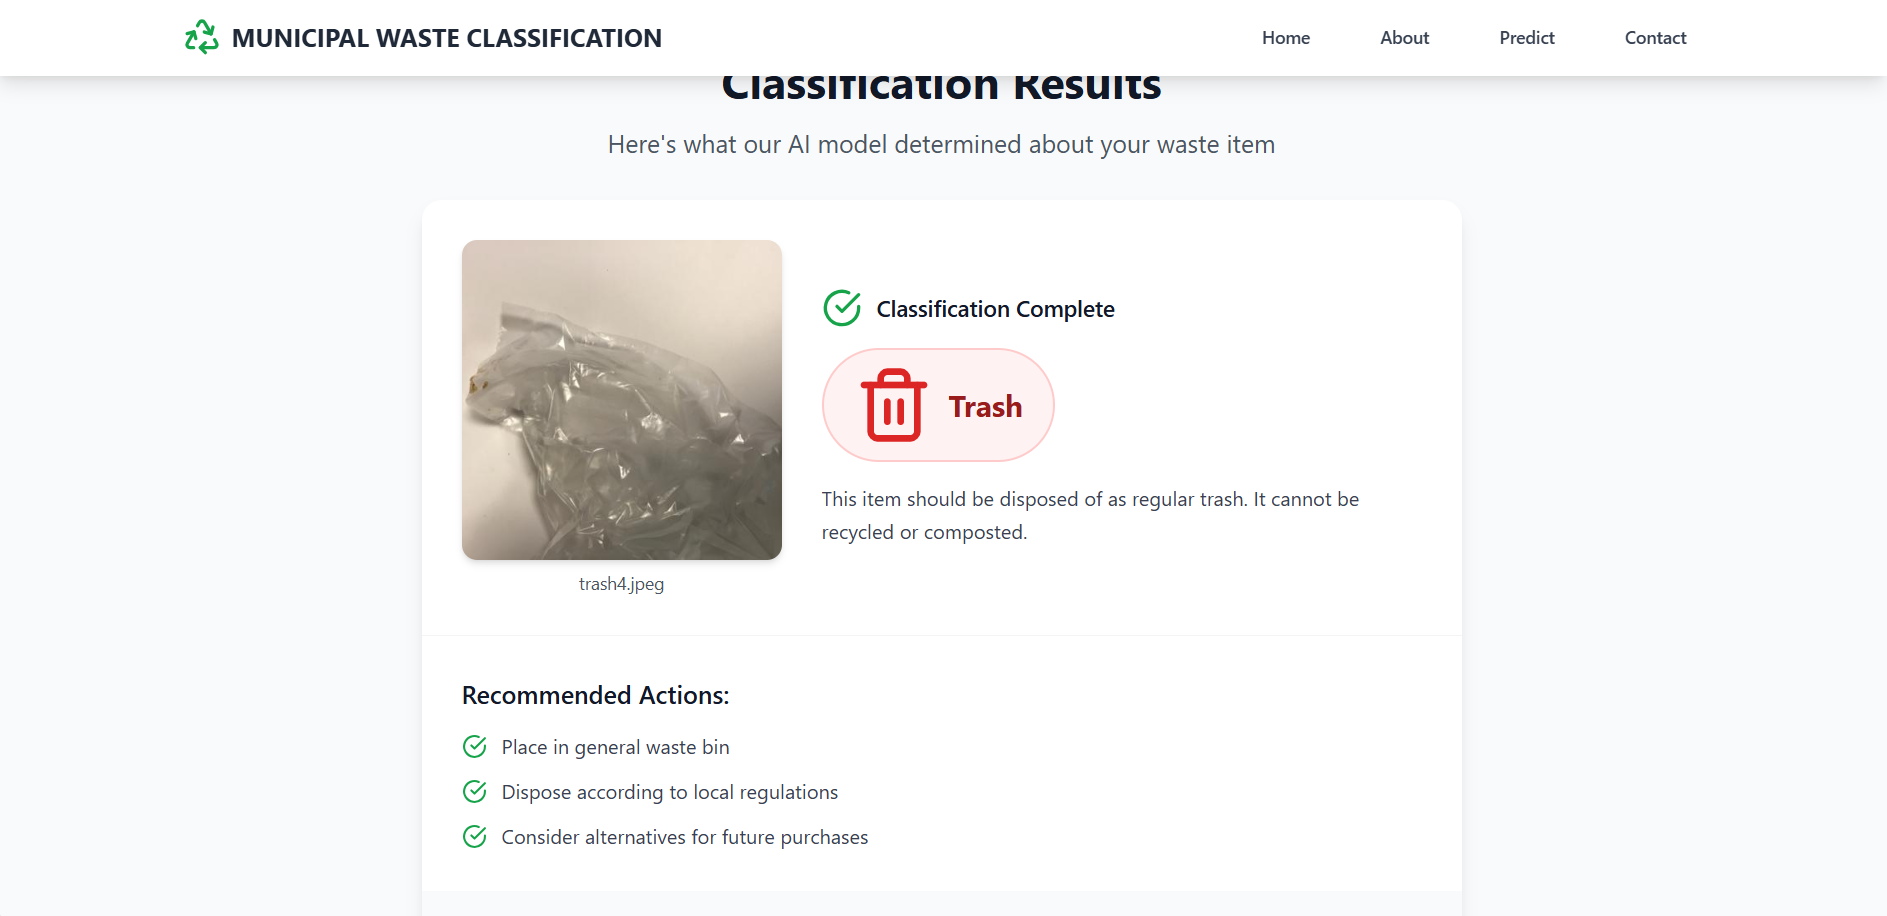 MUNICIPAL WASTE CLASSIFICATION
Home
About
Predict
Contact
Classification Results
Here's what our AI model determined about your waste item
Classification Complete
Trash
This item should be disposed of as regular trash. It cannot be
recycled or composted.
trash4.jpeg
Recommended Actions:
Place in general waste bin
Dispose according to local regulations
Consider alternatives for future purchases